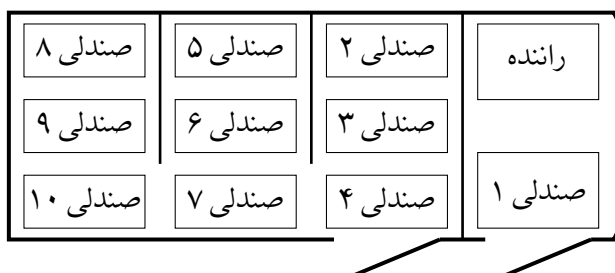 راننده صندلی ۲ صندلی ۵ صندلی ۸
صندلی ۳ صندلی ۶ صندلی ۹
صندلی ۱ صندلی ۴ صندلی ۷ صندلی ۱۰